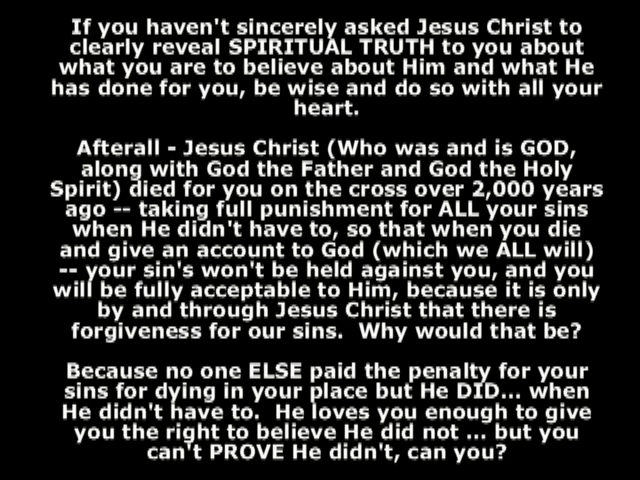 If you haven't sincerely asked Jesus Christ to
clearly reveal SPIRITUAL TRUTH to you about
what you are to believe about Him and what He
has done for you, be wise and do so with all your
heart.
Afterall - Jesus Christ (Who was and is GOD,
along with God the Father and God the Holy
Spirit) died for you on the cross over 2,000 years
ago -- taking full punishment for ALL your sins
when He didn't have to, so that when you die
and give an account to God (which we ALL will)
-- your sin's won't be held against you, and you
will be fully acceptable to Him, because it is only
by and through Jesus Christ that there is
forgiveness for our sins.  Why would that be?
Because no one ELSE paid the penalty for your
sins for dying in your place but He DID... when
He didn't have to.  He loves you enough to give
you the right to believe He did not ... but you
can't PROVE He didn't, can you?